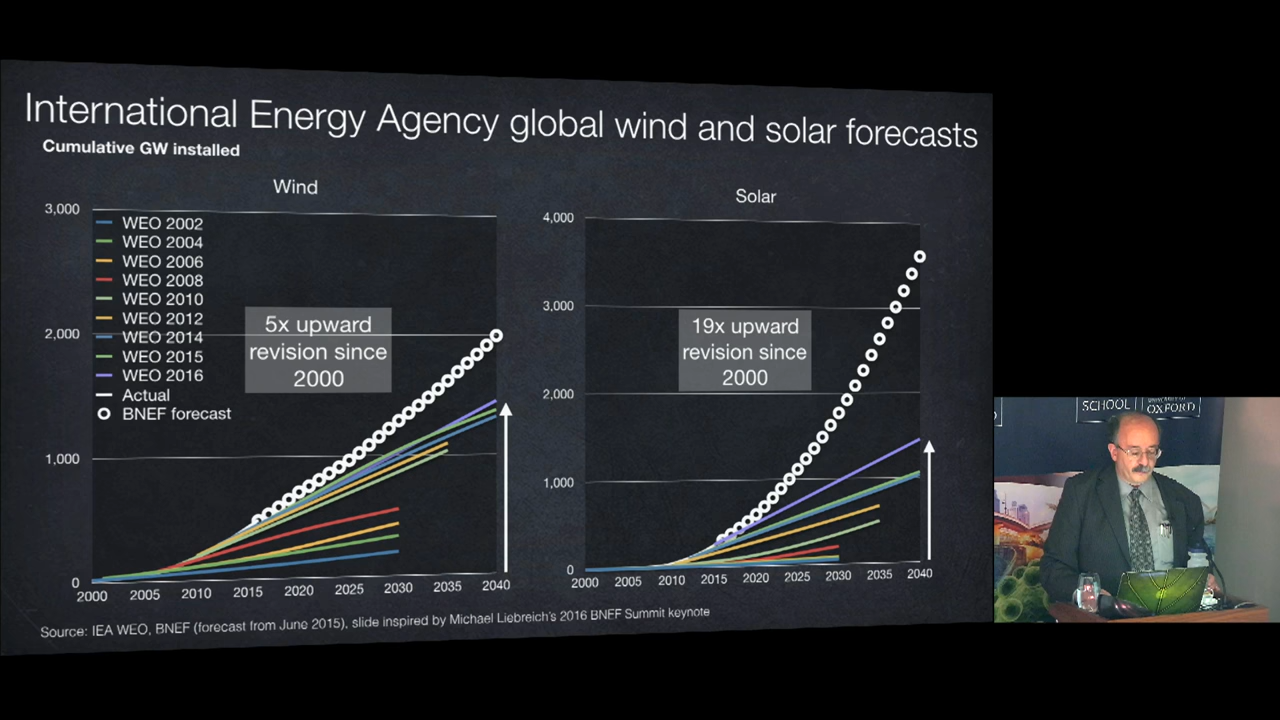 International Energy Agency global wind and solar forecasts
Cumulative GW installed
Wind
3,000
2,000
1,000
0
WEO 2002
WEO 2004
WEO 2006
WEO 2008
WEO 2010
WEO 2012
WEO 2014
WEO 2015
WEO 2016
Actual
BNEF forecast
5x upward
revision since
2000
2000 2005 2010 2015 2020 2025 2030 2035 2040
Solar
4,000
3,000
2,000
1,000
0
19x upward
revision since
2000
2000 2005 2010 2015 2020 2025 2030 2035 2040
Source: IEA WEO, BNEF (forecast from June 2015), slide inspired by Michael Liebreich's 2016 BNEF Summit keynote
SCHOOL
OXFORD